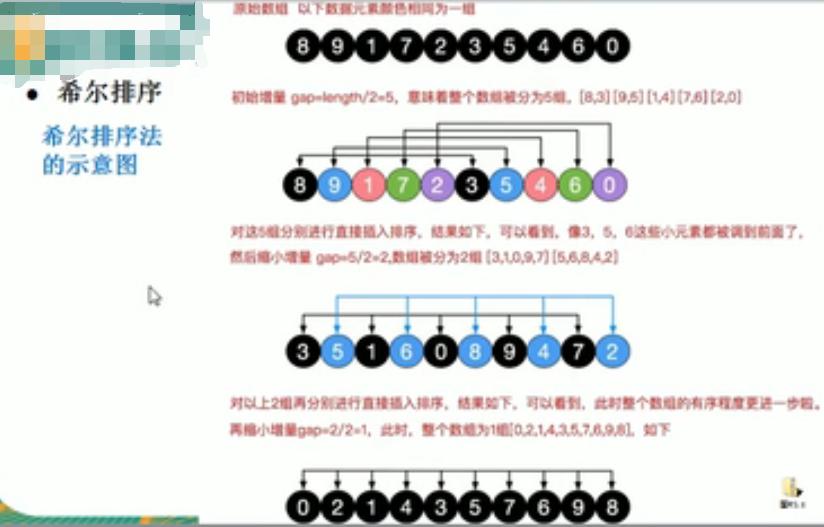 原始数组 以下数据元素颜色相同为一组
8 9 1 7 2 3 5 4 6 0
● 希尔排序
希尔排序法
的示意图
初始增量 gap=length/2=5，意味着整个数组被分为5组，[8,3] [9,5] [1,4] [7,6] [2,0]
8 9 1 7 2 3 5 4 6 0
对这5组分别进行直接插入排序，结果如下，可以看到，像3，5，6这些小元素都被调到前面了，
然后缩小增量 gap=5/2=2,数组被分为2组 [3,1,0,9,7] [5,6,8,4,2]
3 5 1 6 0 8 9 4 7 2
对以上2组再分别进行直接插入排序，结果如下，可以看到，此时整个数组的有序程度更进一步啦。
再缩小增量gap=2/2=1，此时，整个数组为1组[0,2,1,4,3,5,7,6,9,8]，如下
0 2 1 4 3 5 7 6 9 8